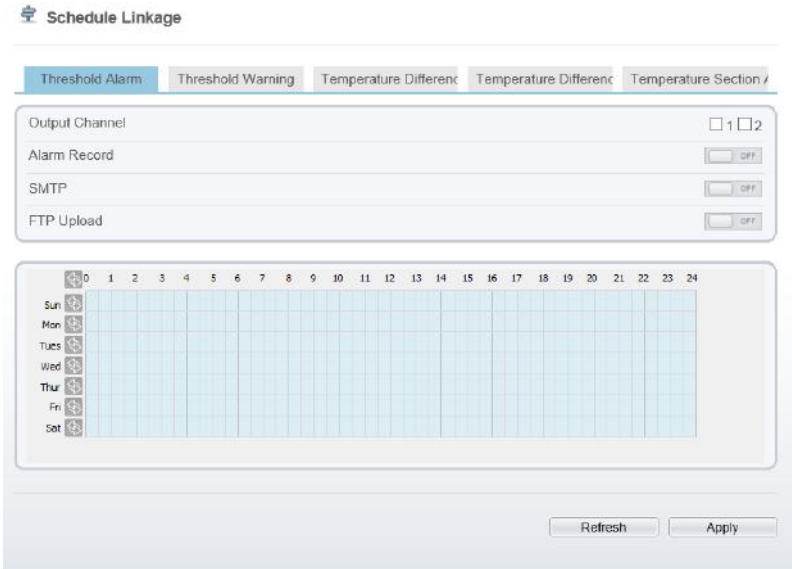 Schedule Linkage
Threshold Alarm Threshold Warning Temperature Differenc Temperature Differenc Temperature Section A
Output Channel 1 2
Alarm Record OFF
SMTP OFF
FTP Upload OFF
0 1 2 3 4 5 6 7 8 9 10 11 12 13 14 15 16 17 18 19 20 21 22 23 24
Sun
Mon
Tues
Wed
Thur
Fri
Sat
Refresh Apply